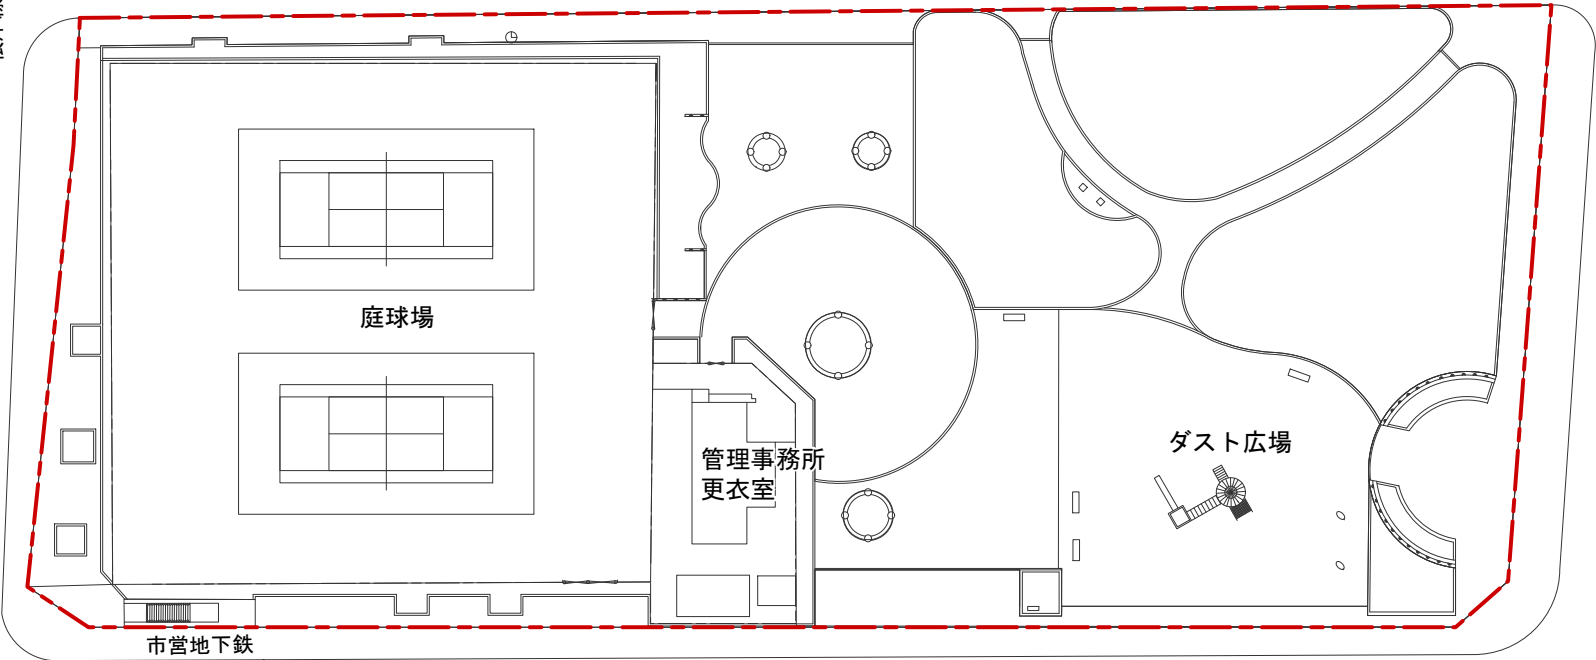 庭球場
管理事務所
更衣室
ダスト広場
市営地下鉄